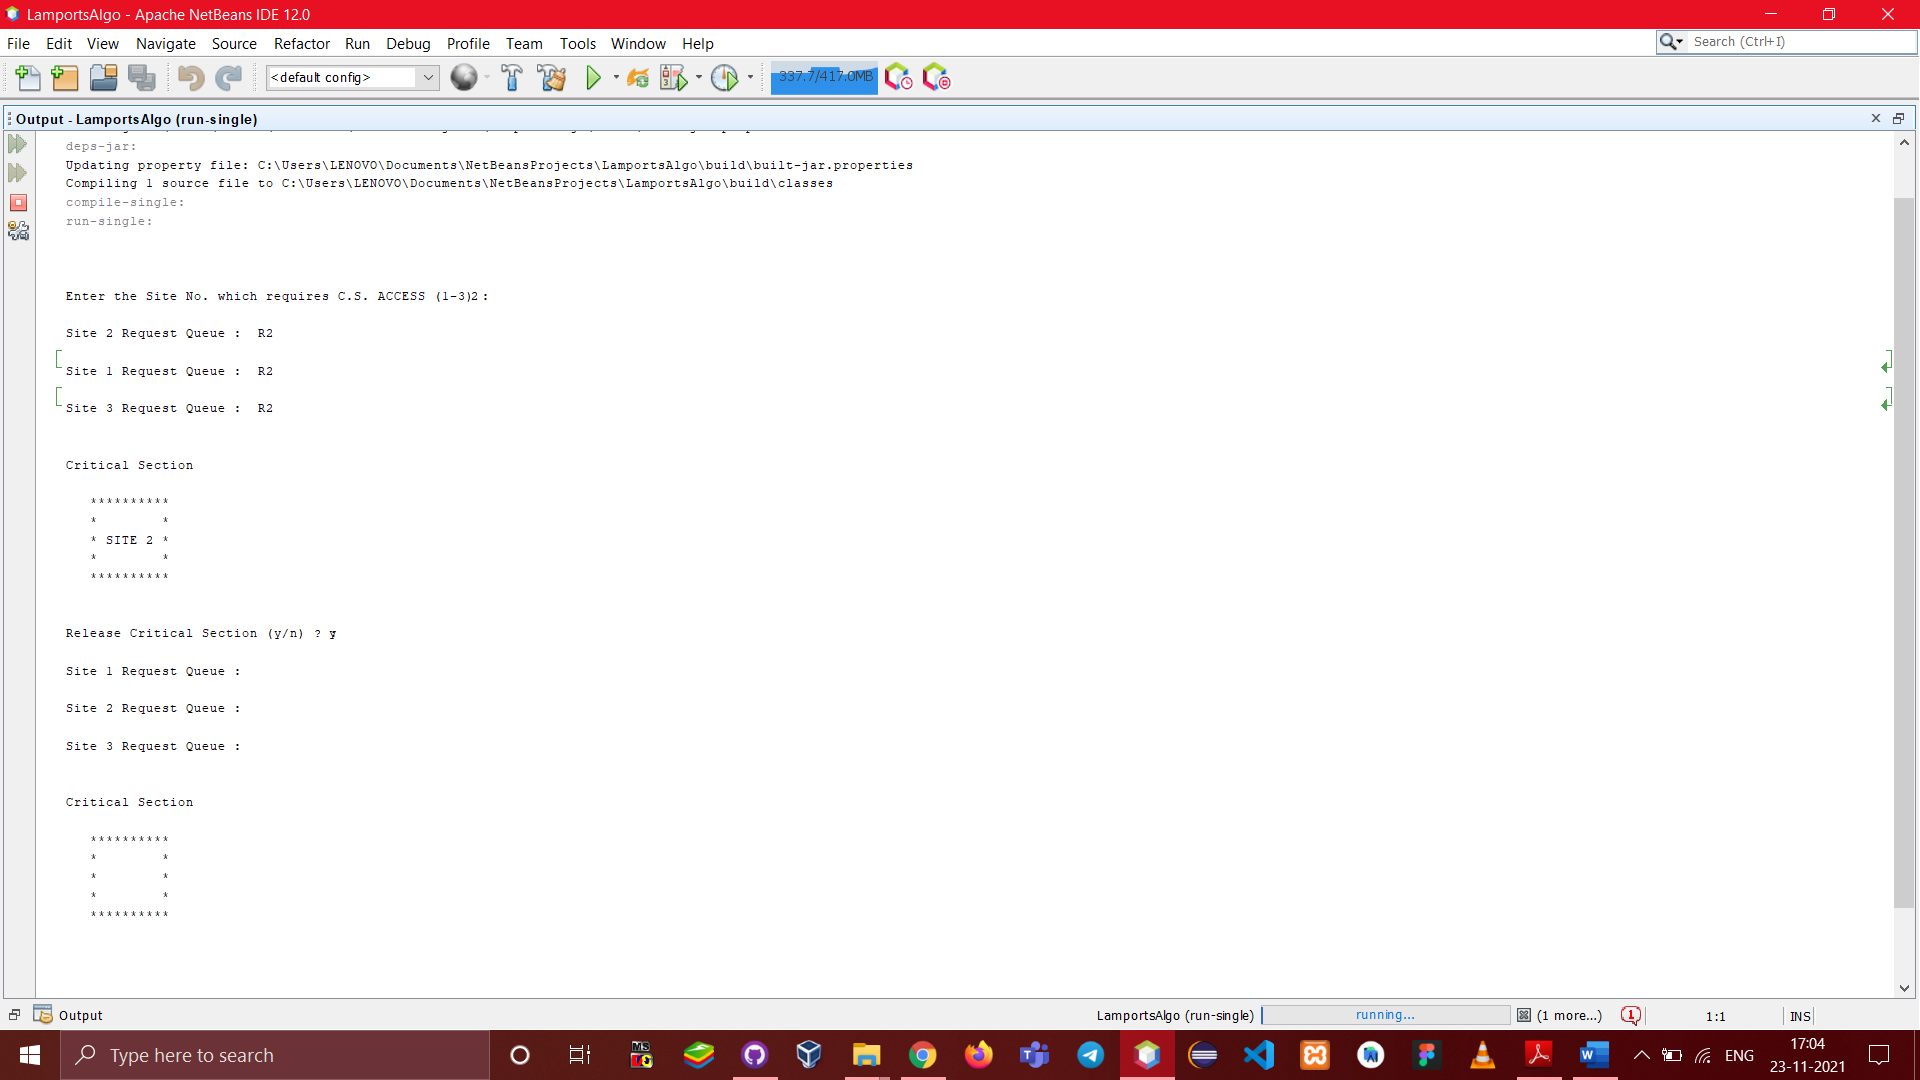 LamportsAlgo - Apache NetBeans IDE 12.0
File Edit View Navigate Source Refactor Run Debug Profile Team Tools Window Help
Search (Ctrl+I)
<default config>
337.7/417.0MB
Output - LamportsAlgo (run-single)
deps-jar:
Updating property file: C:\Users\LENOVO\Documents\NetBeansProjects\LamportsAlgo\build\built-jar.properties
Compiling 1 source file to C:\Users\LENOVO\Documents\NetBeansProjects\LamportsAlgo\build\classes
compile-single:
run-single:
Enter the Site No. which requires C.S. ACCESS (1-3)2:
Site 2 Request Queue :  R2
Site 1 Request Queue :  R2
Site 3 Request Queue :  R2
Critical Section
**********
*        *
* SITE 2 *
*        *
**********
Release Critical Section (y/n) ? y
Site 1 Request Queue :
Site 2 Request Queue :
Site 3 Request Queue :
Critical Section
**********
*        *
*        *
*        *
**********
Output
LamportsAlgo (run-single) running... (1 more...) 1 1:1 INS
Type here to search
ENG
17:04
23-11-2021